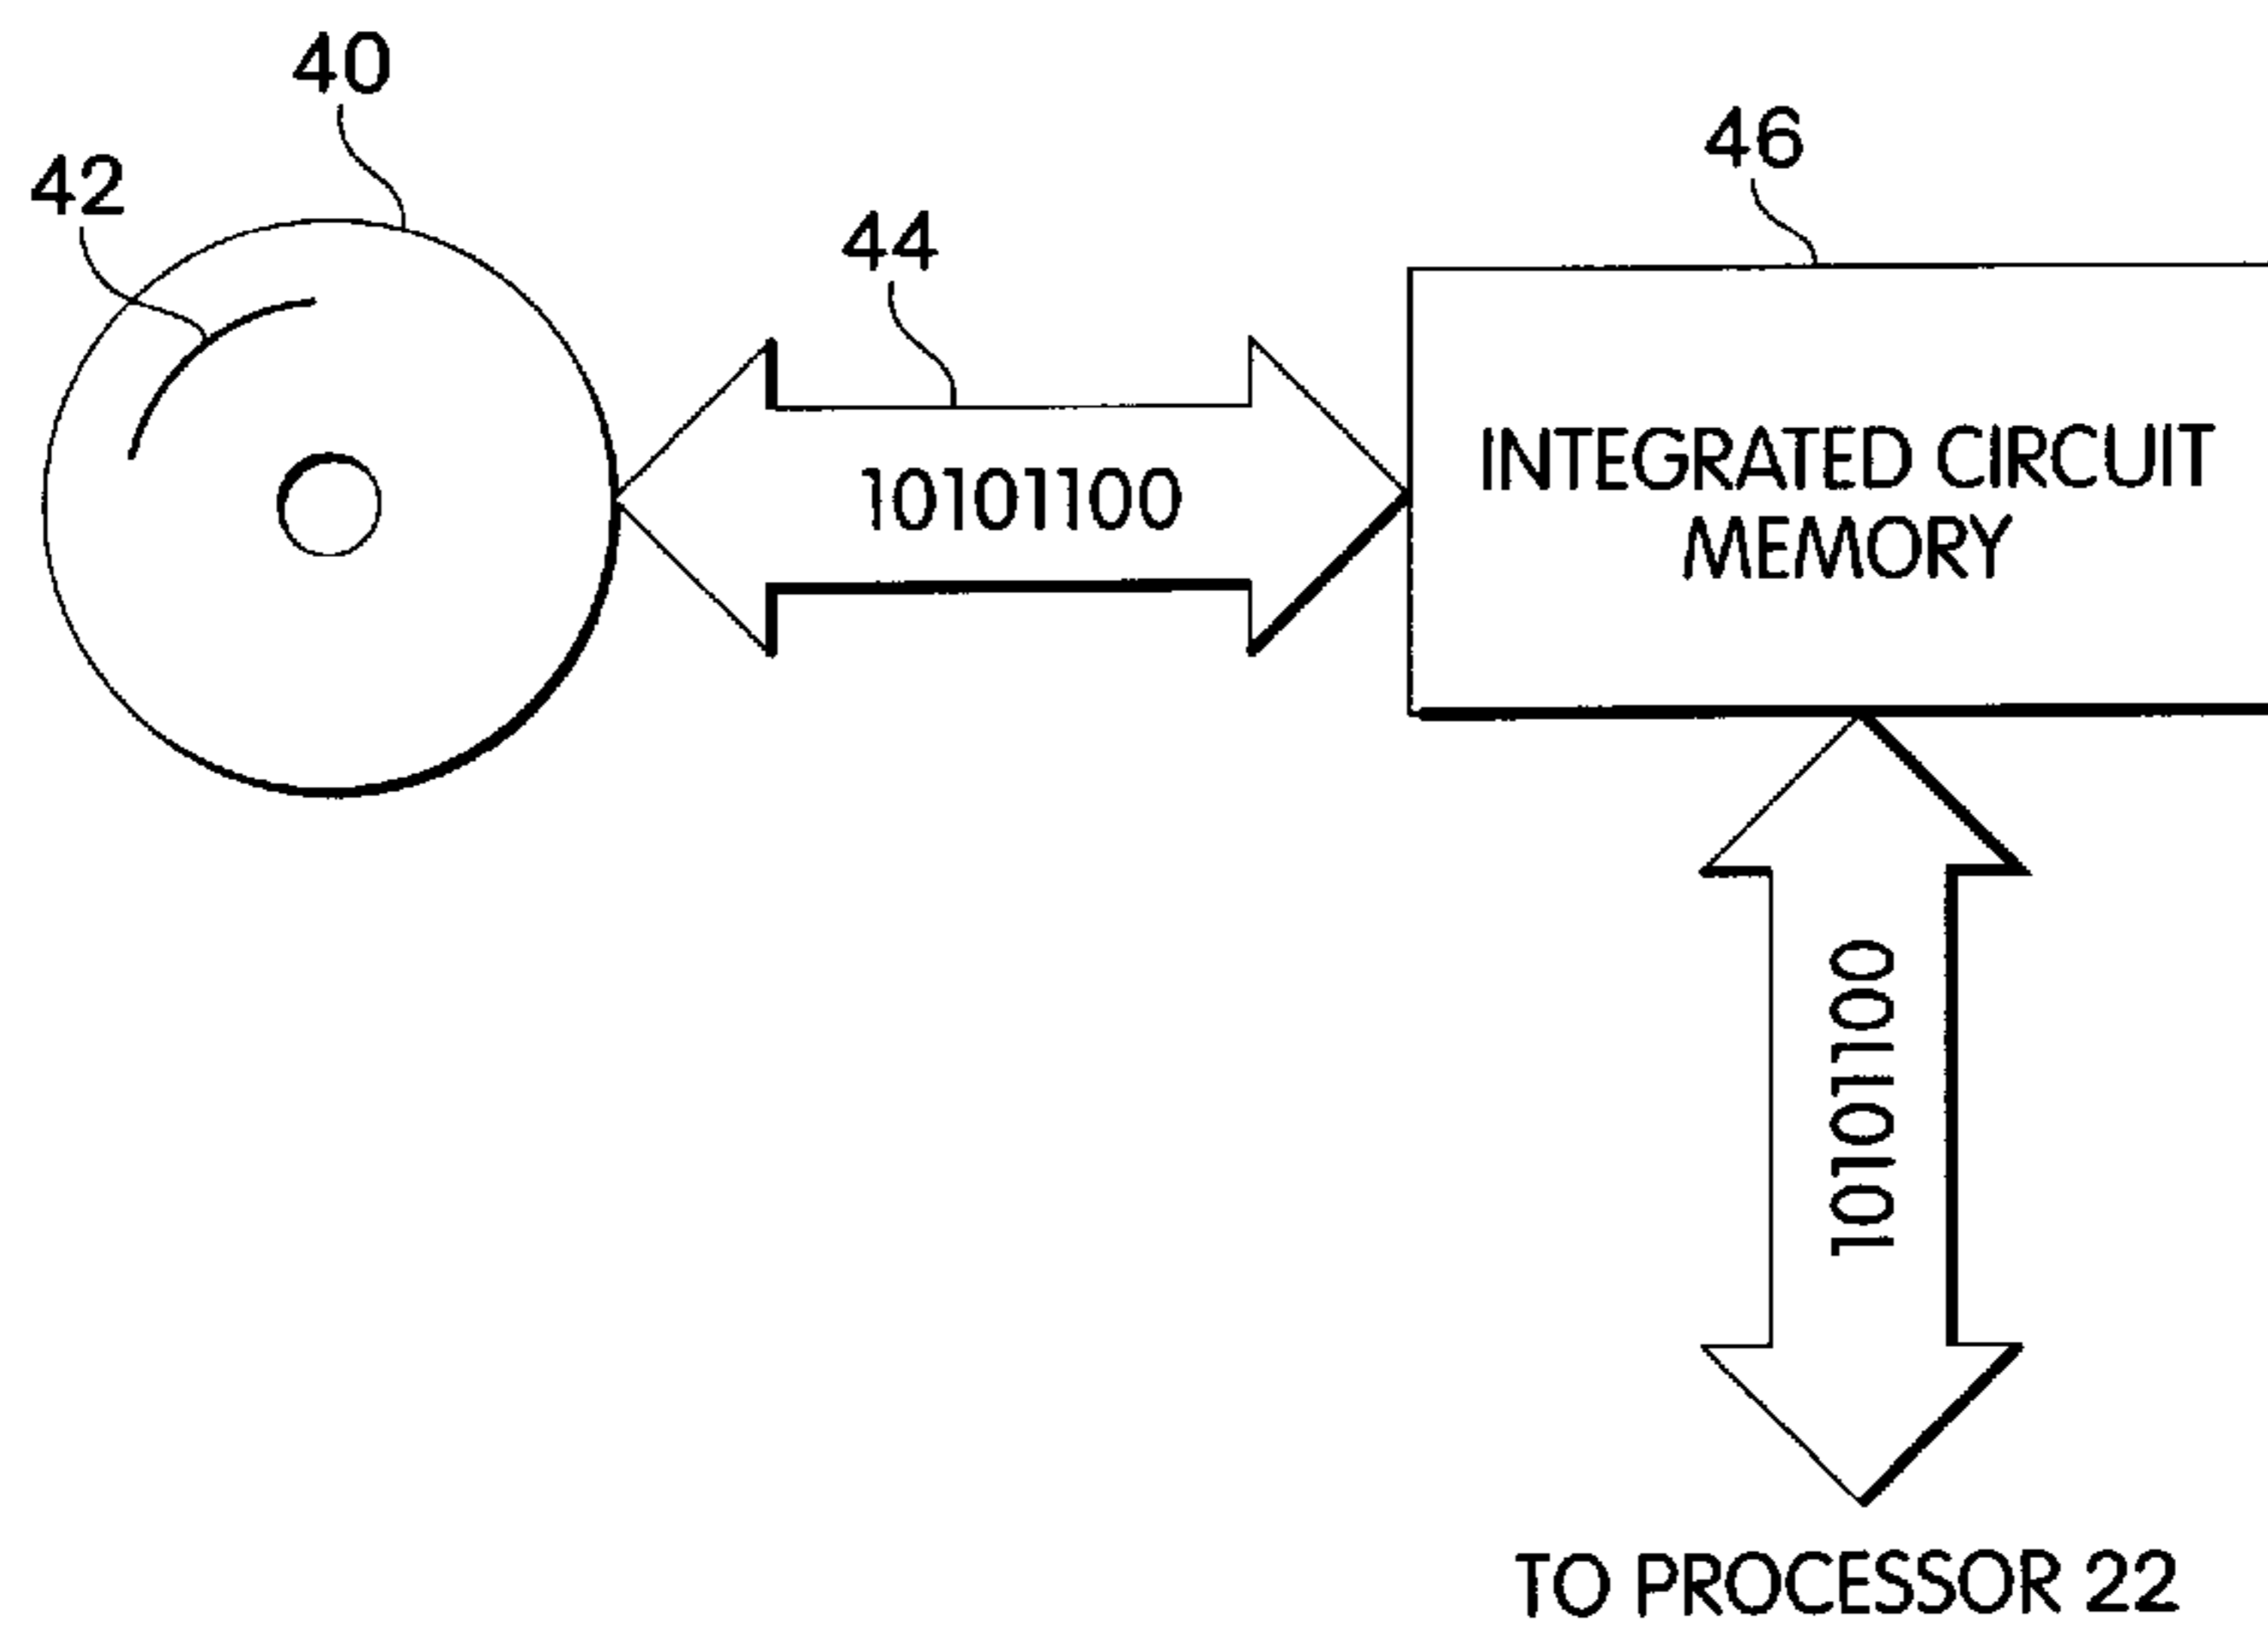 40
42
46
44
INTEGRATED CIRCUIT
MEMORY
10101100
10101100
TO PROCESSOR 22